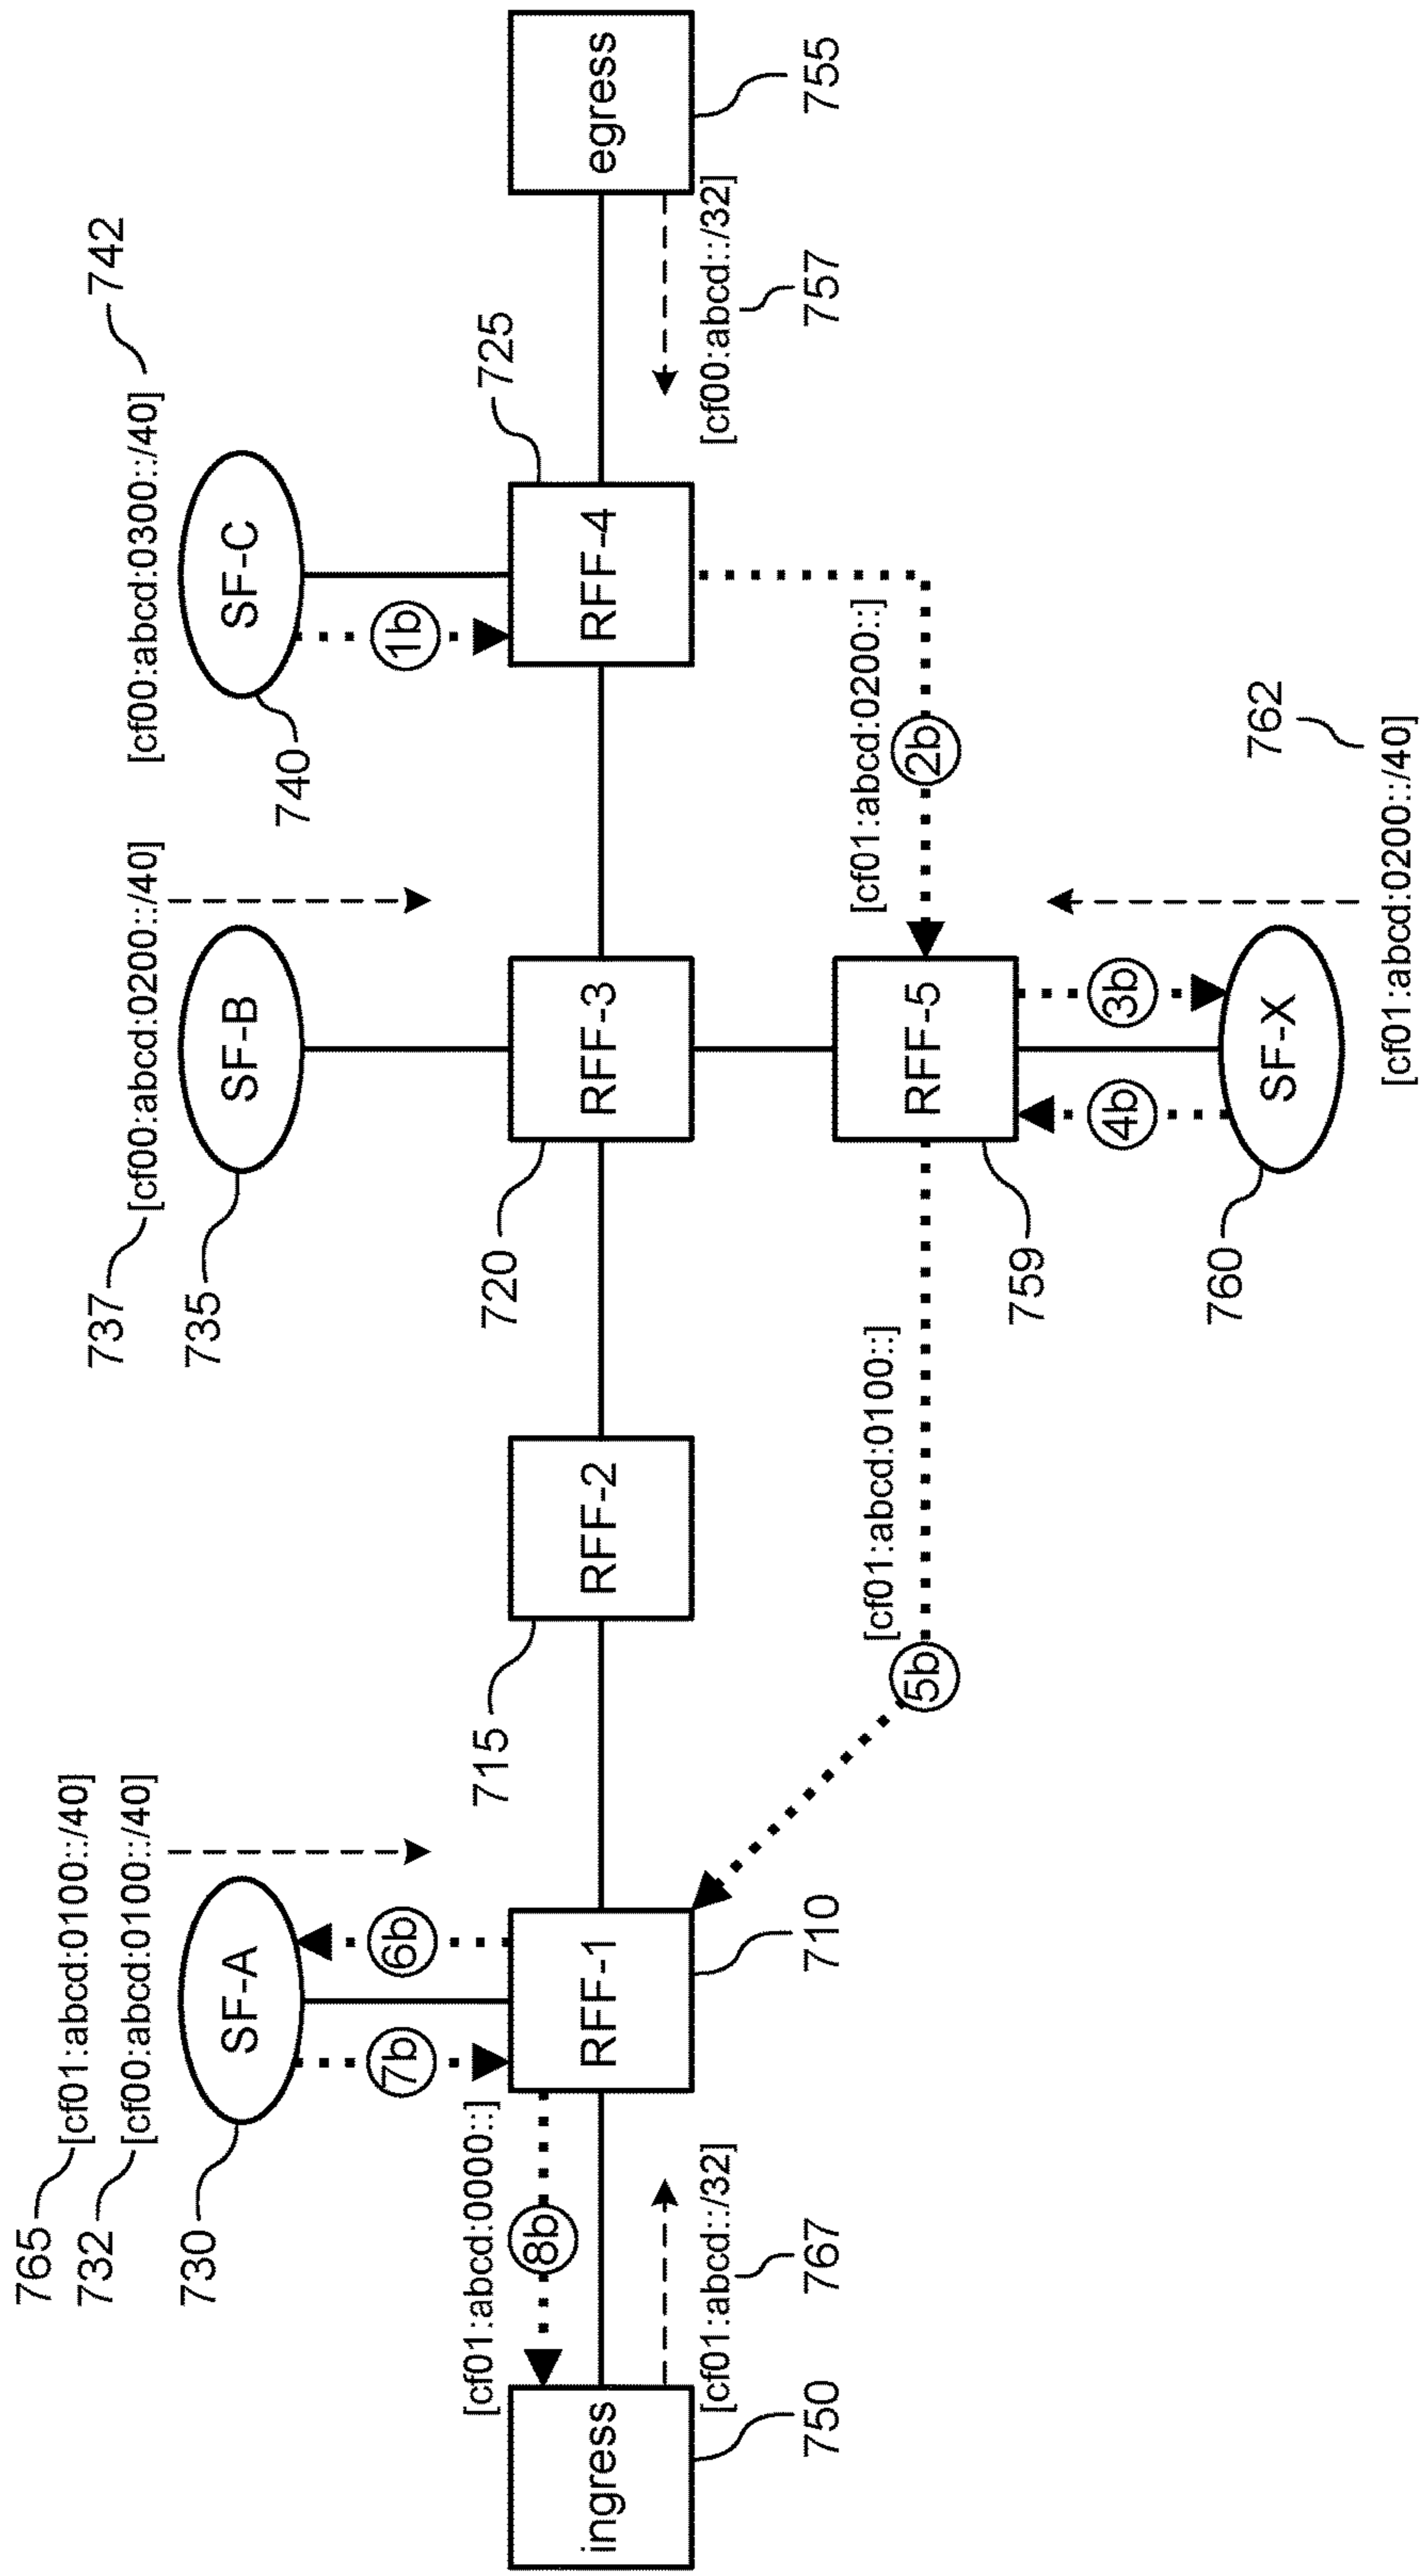 765
[cf01:abcd:0100::/40]
732
[cf00:abcd:0100::/40]
730
SF-A
7b
6b
737
[cf00:abcd:0200::/40]
735
SF-B
742
[cf00:abcd:0300::/40]
740
SF-C
1b
[cf01:abcd:0000::]
8b
ingress
RFF-1
715
RFF-2
720
RFF-3
RFF-4
725
egress
[cf01:abcd::/32]
767
750
710
[cf00:abcd::/32]
757
755
[cf01:abcd:0100::]
5b
RFF-5
[cf01:abcd:0200::]
2b
759
4b
3b
760
SF-X
762
[cf01:abcd:0200::/40]